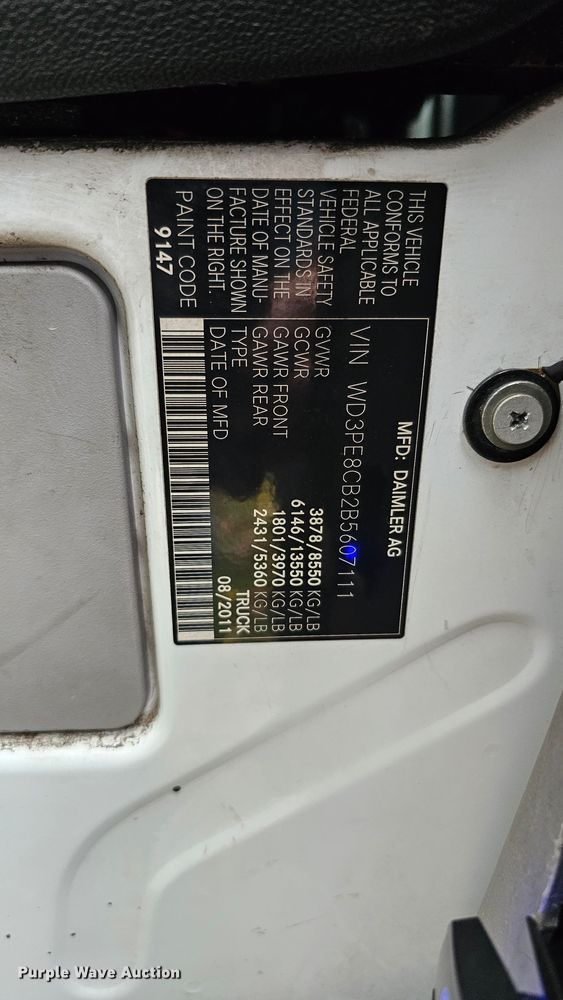 THIS VEHICLE
CONFORMS TO
ALL APPLICABLE
FEDERAL
VEHICLE SAFETY
STANDARDS IN
EFFECT ON THE
DATE OF MANU-
FACTURE SHOWN
ON THE RIGHT.
PAINT CODE
9147
MFD: DAIMLER AG
VIN WD3PE8CB2B5607111
GVWR 3878/8550 KG/LB
GCWR 6146/13550 KG/LB
GAWR FRONT 1801/3970 KG/LB
GAWR REAR 2431/5360 KG/LB
TYPE TRUCK
DATE OF MFD 08/2011
Purple Wave Auction